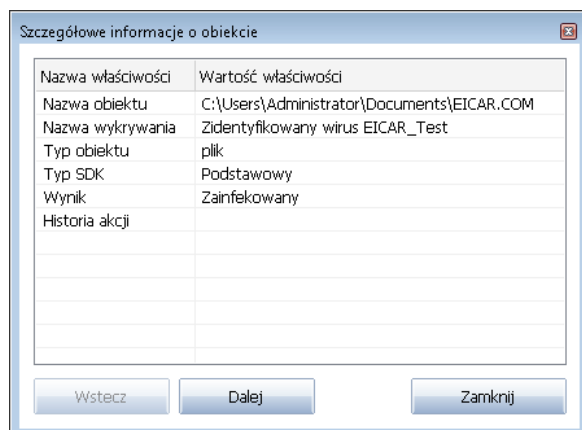 Szczegółowe informacje o obiekcie
Nazwa właściwości Wartość właściwości
Nazwa obiektu C:\Users\Administrator\Documents\EICAR.COM
Nazwa wykrywania Zidentyfikowany wirus EICAR_Test
Typ obiektu plik
Typ SDK Podstawowy
Wynik Zainfekowany
Historia akcji
Wstecz Dalej Zamknij